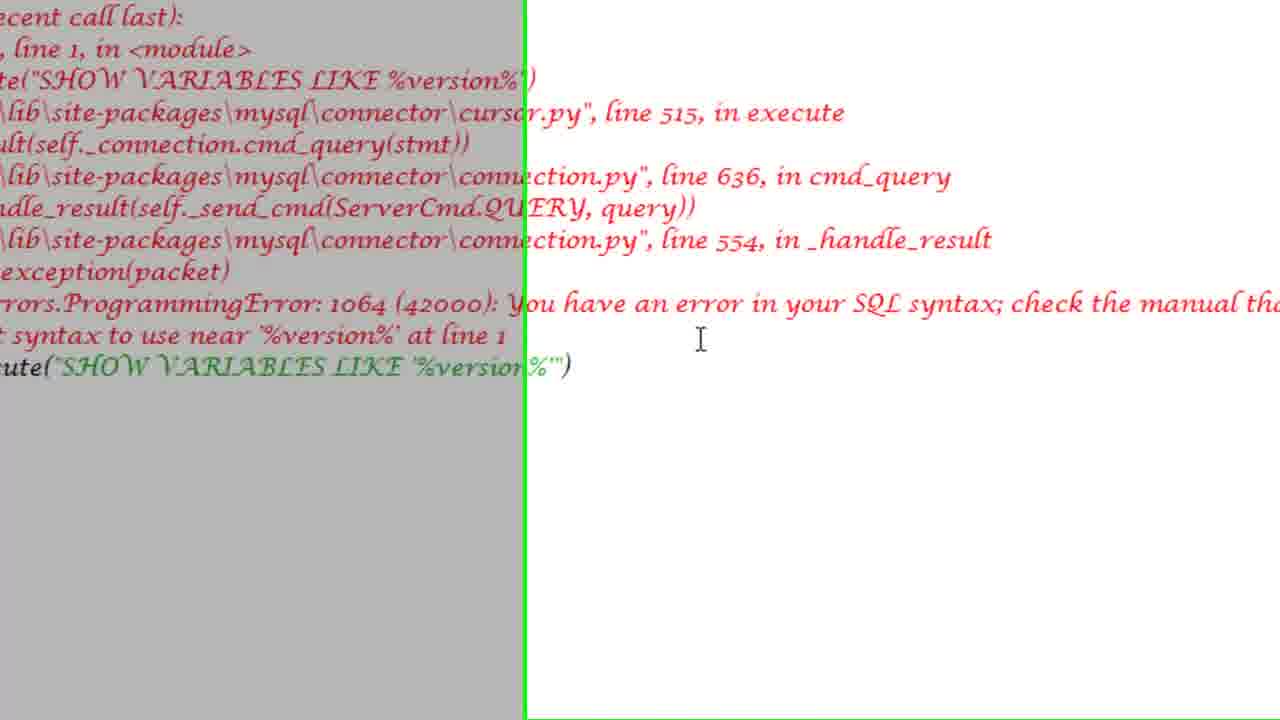 ecent call last):
, line 1, in <module>
te("SHOW VARIABLES LIKE %version%")
\lib\site-packages\mysql\connector\cursor.py", line 515, in execute
ult(self._connection.cmd_query(stmt))
\lib\site-packages\mysql\connector\connection.py", line 636, in cmd_query
ndle_result(self._send_cmd(ServerCmd.QUERY, query))
\lib\site-packages\mysql\connector\connection.py", line 554, in _handle_result
exception(packet)
rrors.ProgrammingError: 1064 (42000): You have an error in your SQL syntax; check the manual tha
t syntax to use near '%version%' at line 1
cute("SHOW VARIABLES LIKE '%version%'")